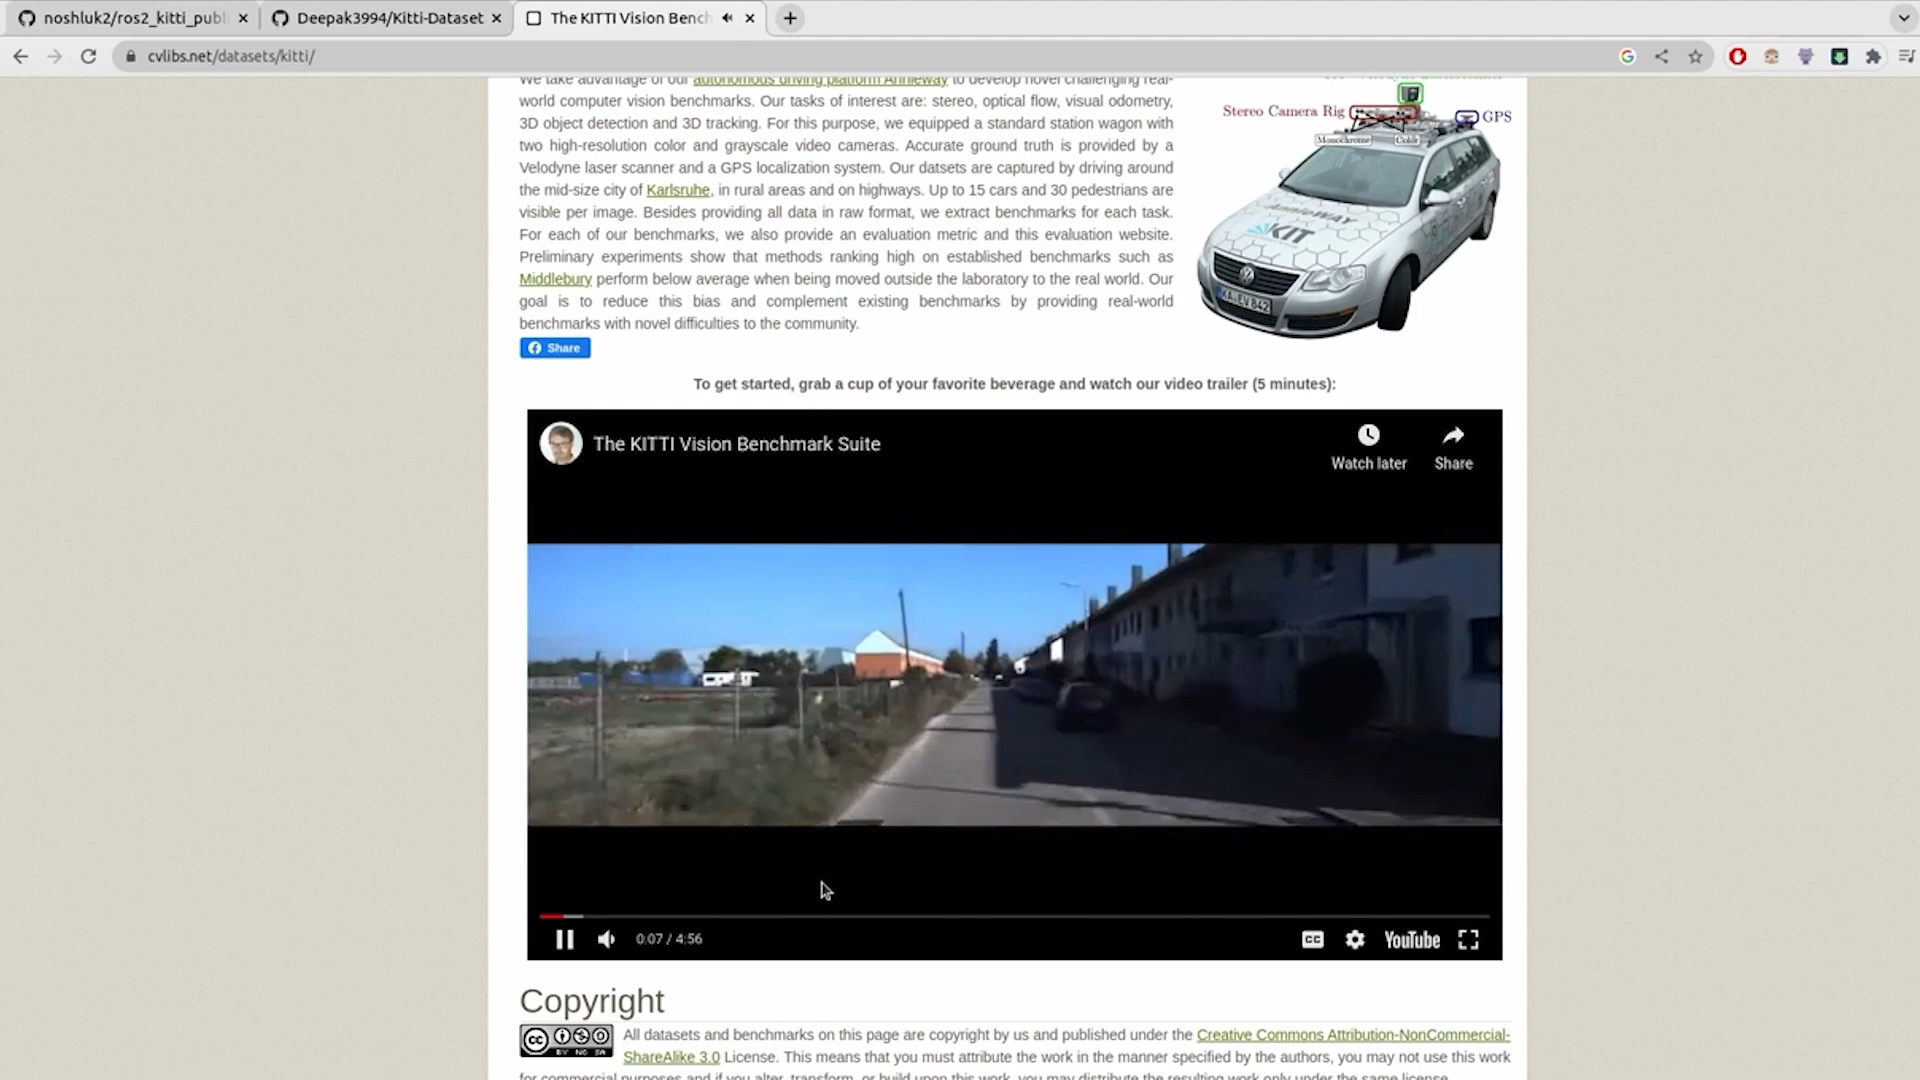 noshluk2/ros2_kitti_publ
Deepak3994/Kitti-Dataset
The KITTI Vision Bench
cvlibs.net/datasets/kitti/
We take advantage of our autonomous driving platform Annieway to develop novel challenging real-
world computer vision benchmarks. Our tasks of interest are: stereo, optical flow, visual odometry,
3D object detection and 3D tracking. For this purpose, we equipped a standard station wagon with
two high-resolution color and grayscale video cameras. Accurate ground truth is provided by a
Velodyne laser scanner and a GPS localization system. Our datsets are captured by driving around
the mid-size city of Karlsruhe, in rural areas and on highways. Up to 15 cars and 30 pedestrians are
visible per image. Besides providing all data in raw format, we extract benchmarks for each task.
For each of our benchmarks, we also provide an evaluation metric and this evaluation website.
Preliminary experiments show that methods ranking high on established benchmarks such as
Middlebury perform below average when being moved outside the laboratory to the real world. Our
goal is to reduce this bias and complement existing benchmarks by providing real-world
benchmarks with novel difficulties to the community.
Stereo Camera Rig
GPS
Monochrome
Color
AnnieWAY
KIT
KA·EV 842
Share
To get started, grab a cup of your favorite beverage and watch our video trailer (5 minutes):
The KITTI Vision Benchmark Suite
Watch later
Share
0:07 / 4:56
CC
YouTube
Copyright
cc
BY NC SA
All datasets and benchmarks on this page are copyright by us and published under the Creative Commons Attribution-NonCommercial-
ShareAlike 3.0 License. This means that you must attribute the work in the manner specified by the authors, you may not use this work
for commercial purposes and if you alter, transform, or build upon this work, you may distribute the resulting work only under the same license.